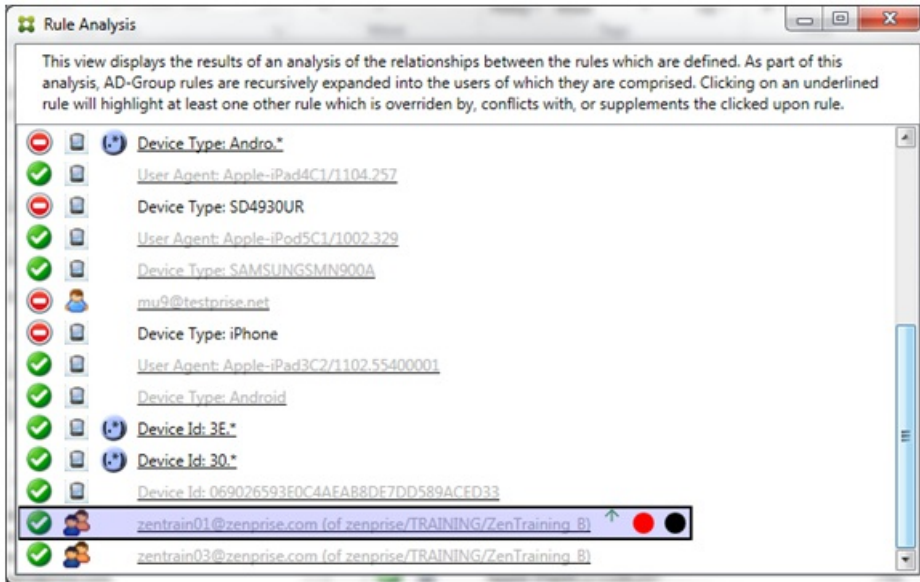 Rule Analysis
This view displays the results of an analysis of the relationships between the rules which are defined. As part of this
analysis, AD-Group rules are recursively expanded into the users of which they are comprised. Clicking on an underlined
rule will highlight at least one other rule which is overriden by, conflicts with, or supplements the clicked upon rule.
(.*) Device Type: Andro.*
User Agent: Apple-iPad4C1/1104.257
Device Type: SD4930UR
User Agent: Apple-iPod5C1/1002.329
Device Type: SAMSUNGSMN900A
mu9@testprise.net
Device Type: iPhone
User Agent: Apple-iPad3C2/1102.55400001
Device Type: Android
(.*) Device Id: 3E.*
(.*) Device Id: 30.*
Device Id: 069026593E0C4AEAB8DE7DD589ACED33
zentrain01@zenprise.com (of zenprise/TRAINING/ZenTraining_B)
zentrain03@zenprise.com (of zenprise/TRAINING/ZenTraining_B)